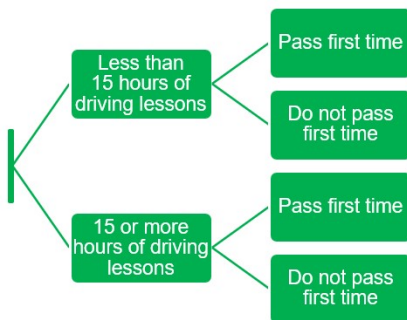 Less than
15 hours of
driving lessons
Pass first time
Do not pass
first time
15 or more
hours of driving
lessons
Pass first time
Do not pass
first time